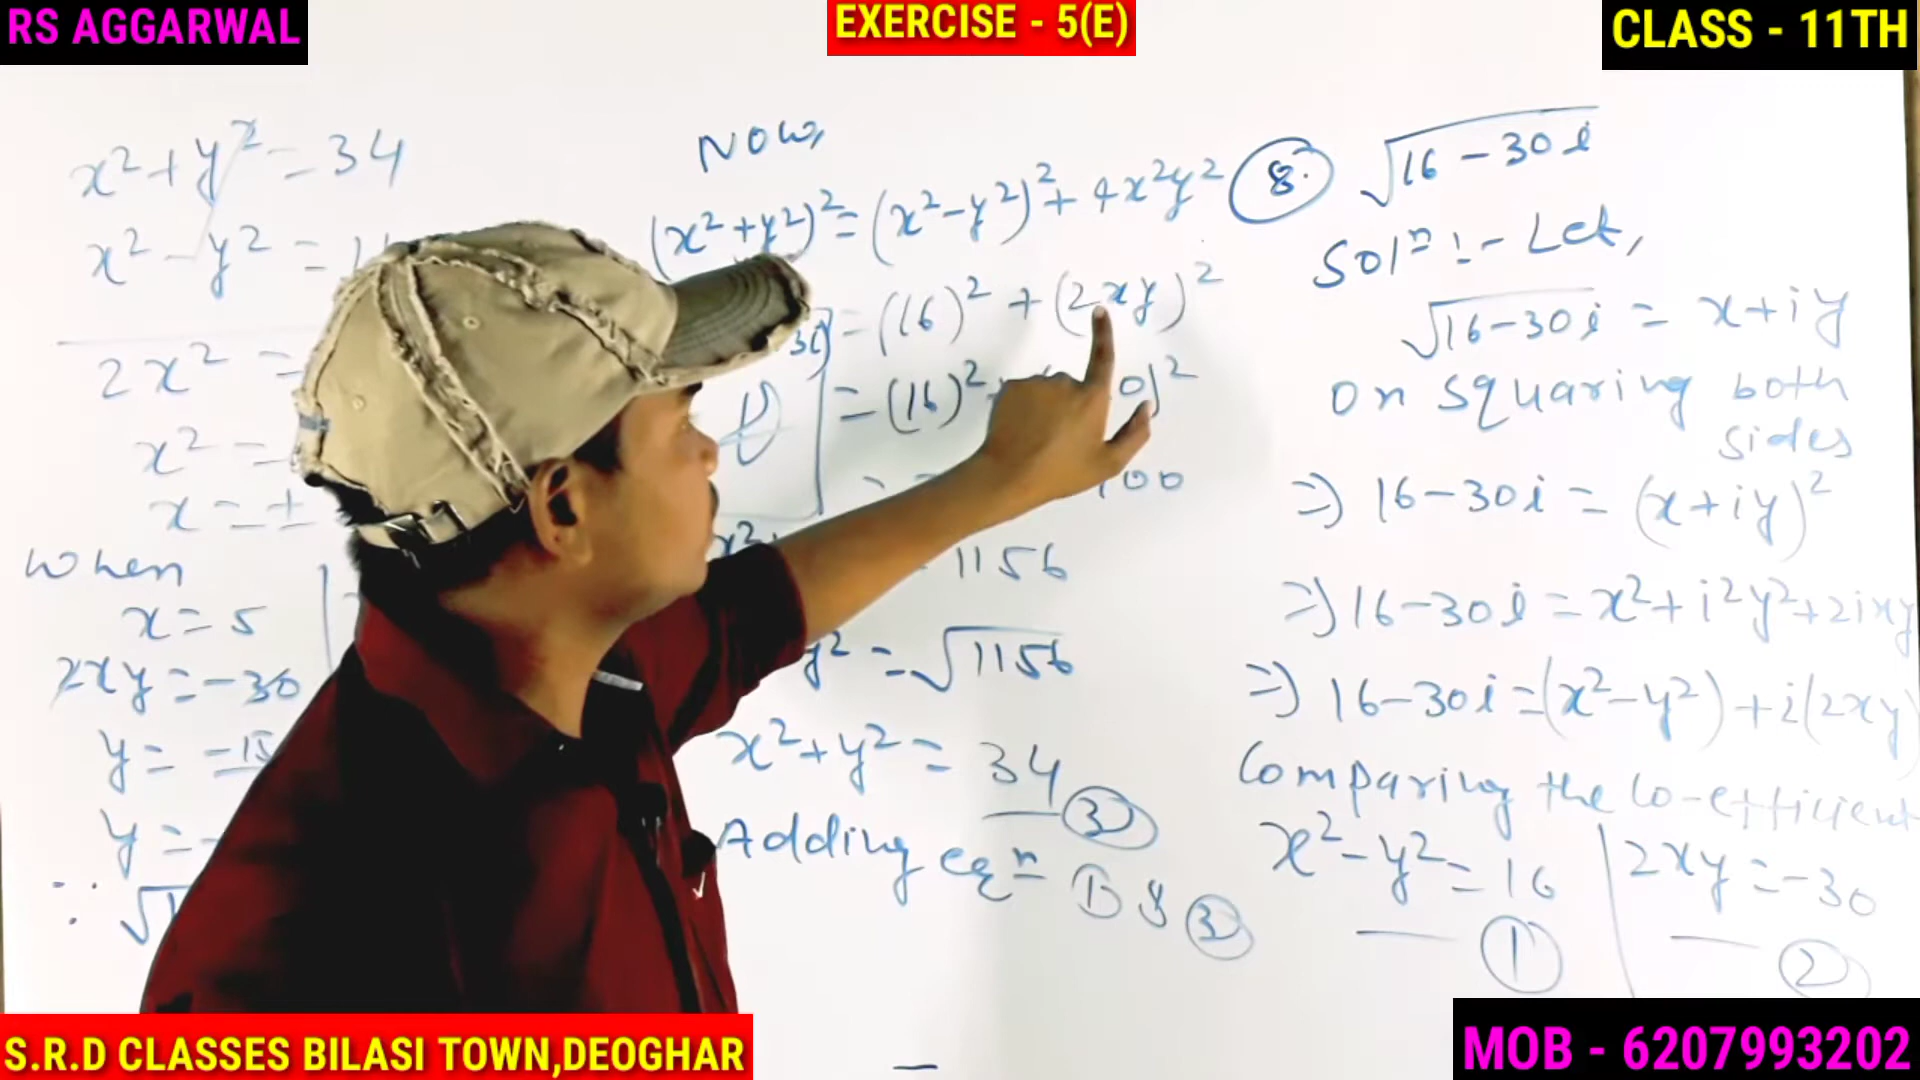 RS AGGARWAL
EXERCISE - 5(E)
CLASS - 11TH
8. √16-30i
Solⁿ :- Let,
√16-30i = x+iy
On squaring both
sides
⇒) 16-30i = (x+iy)²
⇒) 16-30i = x²+i²y²+2ixy
⇒) 16-30i = (x²-y²)+i(2xy)
Comparing the Co-efficient
x²-y² = 16 | 2xy = -30
— ① | — ②
Now,
(x²+y²)² = (x²-y²)²+4x²y²
= (16)² + (2xy)²
= (16)²
00
1156
y² = √1156
x²+y² = 34
— ③
Adding eqⁿ ① & ③
x²+y² = 34
x²-y² =
2x² =
x² =
x = ±
When
x = 5
2xy = -30
y = -15
y = -
∵ √
S.R.D CLASSES BILASI TOWN,DEOGHAR
MOB - 6207993202